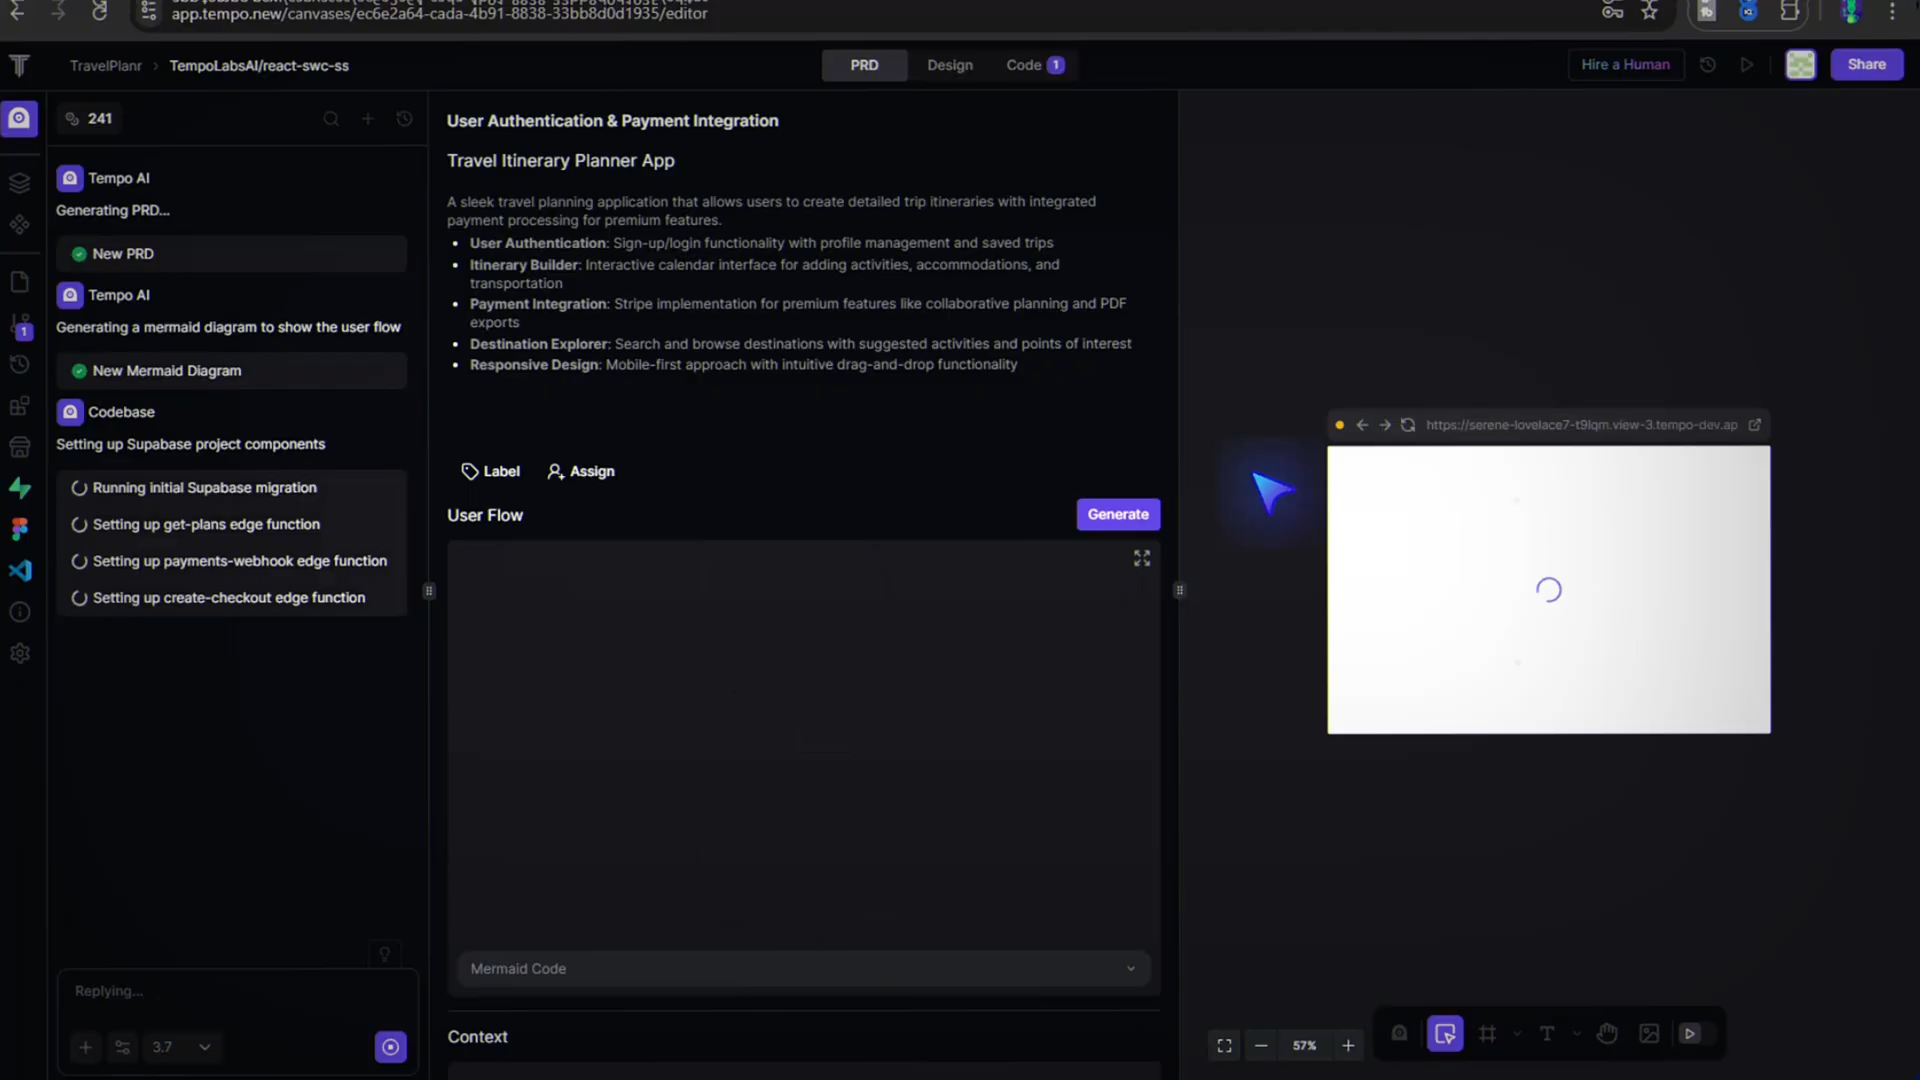 app.tempo.new/canvases/ec6e2a64-cada-4b91-8838-33bb8d0d1935/editor
TravelPlanr > TempoLabsAI/react-swc-ss
PRD
Design
Code 1
Hire a Human
Share
241
Tempo AI
Generating PRD...
New PRD
Tempo AI
Generating a mermaid diagram to show the user flow
New Mermaid Diagram
Codebase
Setting up Supabase project components
Running initial Supabase migration
Setting up get-plans edge function
Setting up payments-webhook edge function
Setting up create-checkout edge function
1
Replying...
3.7
User Authentication & Payment Integration
Travel Itinerary Planner App
A sleek travel planning application that allows users to create detailed trip itineraries with integrated
payment processing for premium features.
• User Authentication: Sign-up/login functionality with profile management and saved trips
• Itinerary Builder: Interactive calendar interface for adding activities, accommodations, and
transportation
• Payment Integration: Stripe implementation for premium features like collaborative planning and PDF
exports
• Destination Explorer: Search and browse destinations with suggested activities and points of interest
• Responsive Design: Mobile-first approach with intuitive drag-and-drop functionality
Label
Assign
User Flow
Generate
Mermaid Code
Context
https://serene-lovelace7-t9lqm.view-3.tempo-dev.ap
57%